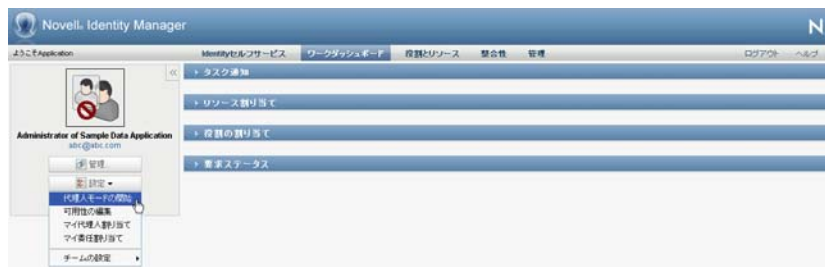 Novell® Identity Manager
N
ようこそApplication
Identityセルフサービス ワークダッシュボード 役割とリソース 整合性 管理
ログアウト ヘルプ
タスク通知
リソース割り当て
役割の割り当て
要求ステータス
Administrator of Sample Data Application
abc@abc.com
管理
設定
代理人モードの開始
可用性の編集
マイ代理人割り当て
マイ委任割り当て
チームの設定